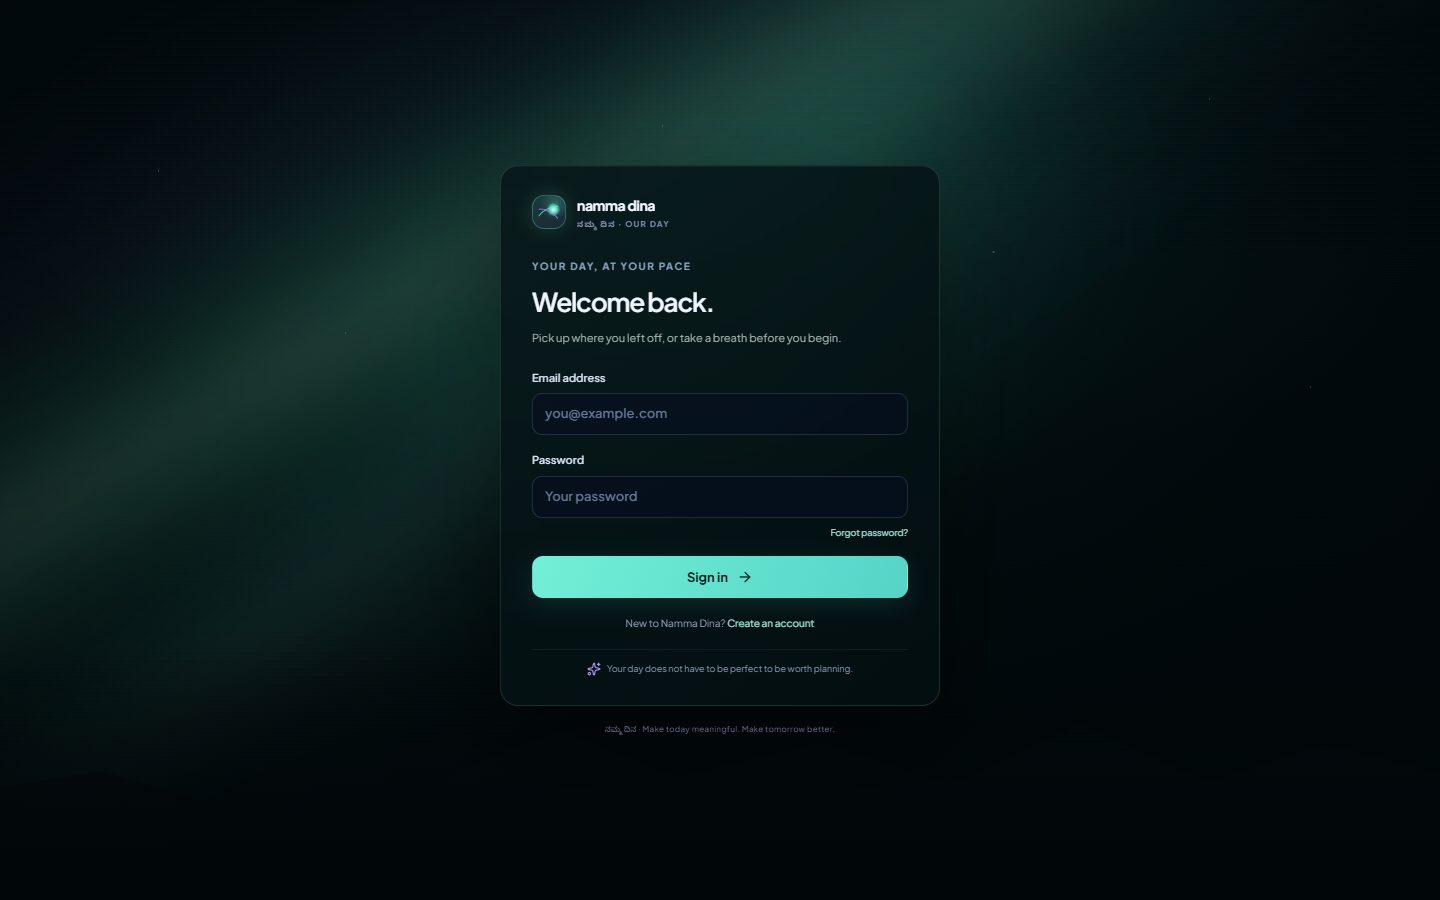 namma dina
ನಮ್ಮ ದಿನ · OUR DAY
YOUR DAY, AT YOUR PACE
Welcome back.
Pick up where you left off, or take a breath before you begin.
Email address
you@example.com
Password
Your password
Forgot password?
Sign in →
New to Namma Dina? Create an account
Your day does not have to be perfect to be worth planning.
ನಮ್ಮ ದಿನ · Make today meaningful. Make tomorrow better.